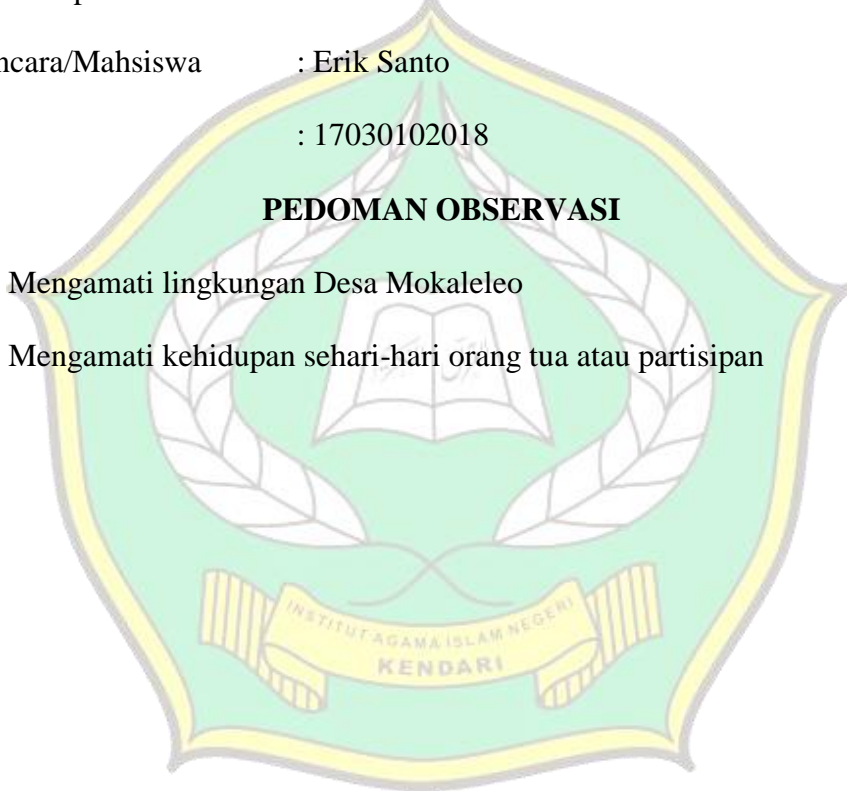 ncara/Mahsiswa : Erik Santo
: 17030102018
PEDOMAN OBSERVASI
Mengamati lingkungan Desa Mokaleleo
Mengamati kehidupan sehari-hari orang tua atau partisipan
INSTITUT AGAMA ISLAM NEGERI
KENDARI